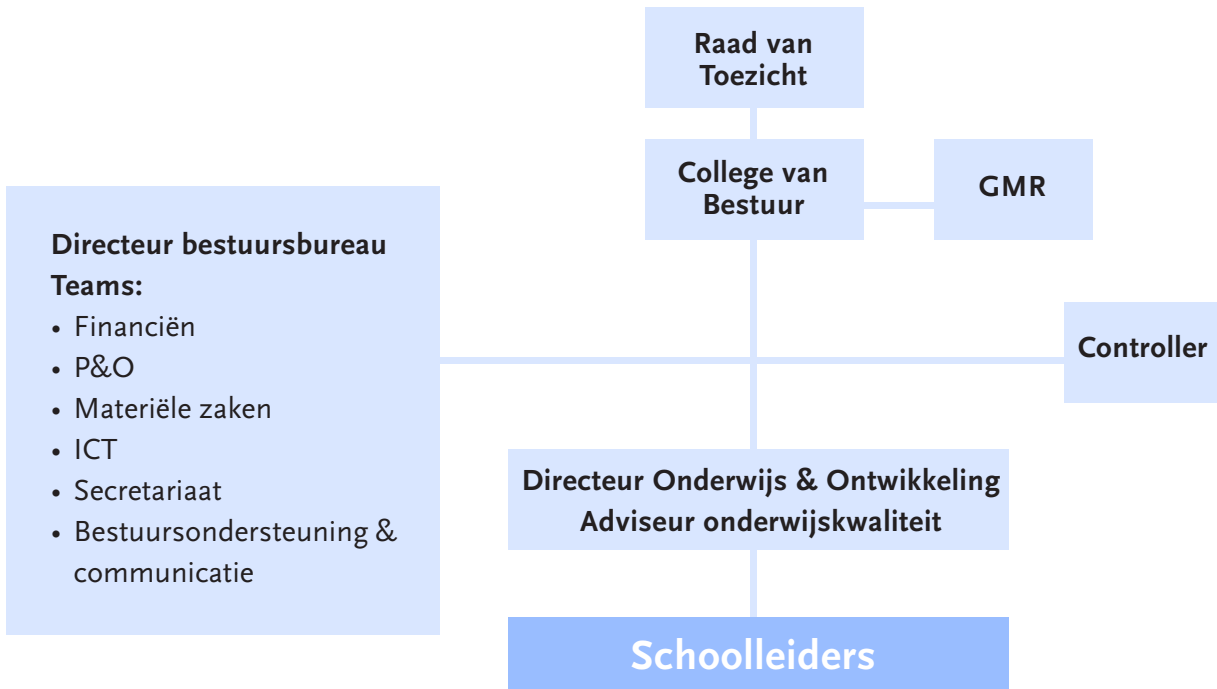 Raad van
Toezicht
College van
Bestuur
GMR
Directeur bestuursbureau
Teams:
• Financiën
• P&O
• Materiële zaken
• ICT
• Secretariaat
• Bestuursondersteuning &
communicatie
Controller
Directeur Onderwijs & Ontwikkeling
Adviseur onderwijskwaliteit
Schoolleiders